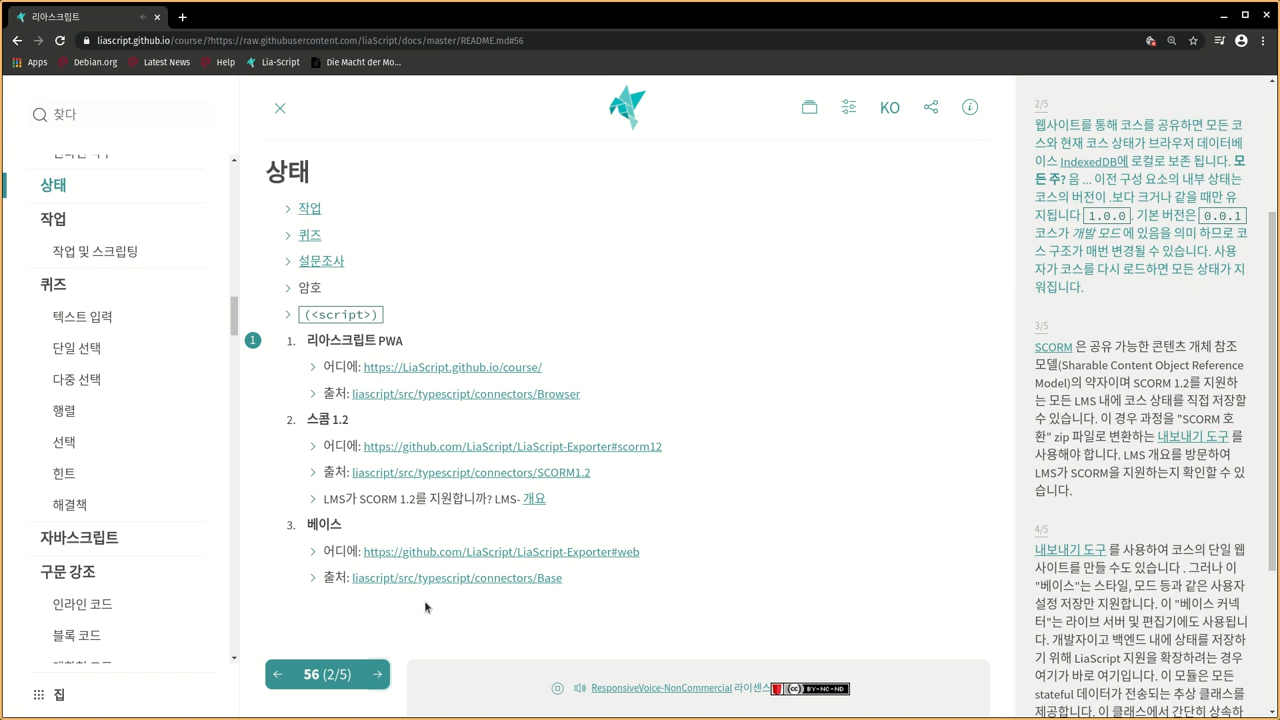 리아스크립트
liascript.github.io/course/?https://raw.githubusercontent.com/liaScript/docs/master/README.md#56
Apps
Debian.org
Latest News
Help
Lia-Script
Die Macht der Mo...
찾다
상태
작업
작업 및 스크립팅
퀴즈
텍스트 입력
단일 선택
다중 선택
행렬
선택
힌트
해결책
자바스크립트
구문 강조
인라인 코드
블록 코드
집
KO
상태
작업
퀴즈
설문조사
암호
(<script>)
1
1. 리아스크립트 PWA
어디에: https://LiaScript.github.io/course/
출처: liascript/src/typescript/connectors/Browser
2. 스콤 1.2
어디에: https://github.com/LiaScript/LiaScript-Exporter#scorm12
출처: liascript/src/typescript/connectors/SCORM1.2
LMS가 SCORM 1.2를 지원합니까? LMS- 개요
3. 베이스
어디에: https://github.com/LiaScript/LiaScript-Exporter#web
출처: liascript/src/typescript/connectors/Base
56 (2/5)
ResponsiveVoice-NonCommercial 라이센스
cc BY-NC-ND
2/5
웹사이트를 통해 코스를 공유하면 모든 코
스와 현재 코스 상태가 브라우저 데이터베
이스 IndexedDB에 로컬로 보존 됩니다. 모
든 주? 음 ... 이전 구성 요소의 내부 상태는
코스의 버전이 .보다 크거나 같을 때만 유
지됩니다 1.0.0. 기본 버전은 0.0.1
코스가 개발 모드 에 있음을 의미 하므로 코
스 구조가 매번 변경될 수 있습니다. 사용
자가 코스를 다시 로드하면 모든 상태가 지
워집니다.
3/5
SCORM 은 공유 가능한 콘텐츠 개체 참조
모델(Sharable Content Object Reference
Model)의 약자이며 SCORM 1.2를 지원하
는 모든 LMS 내에 코스 상태를 직접 저장할
수 있습니다. 이 경우 과정을 "SCORM 호
환" zip 파일로 변환하는 내보내기 도구 를
사용해야 합니다. LMS 개요를 방문하여
LMS가 SCORM을 지원하는지 확인할 수 있
습니다.
4/5
내보내기 도구 를 사용하여 코스의 단일 웹
사이트를 만들 수도 있습니다 . 그러나 이
"베이스"는 스타일, 모드 등과 같은 사용자
설정 저장만 지원합니다. 이 "베이스 커넥
터"는 라이브 서버 및 편집기에도 사용됩니
다. 개발자이고 백엔드 내에 상태를 저장하
기 위해 LiaScript 지원을 확장하려는 경우
여기가 바로 여기입니다. 이 모듈은 모든
stateful 데이터가 전송되는 추상 클래스를
제공합니다. 이 클래스에서 간단히 상속하